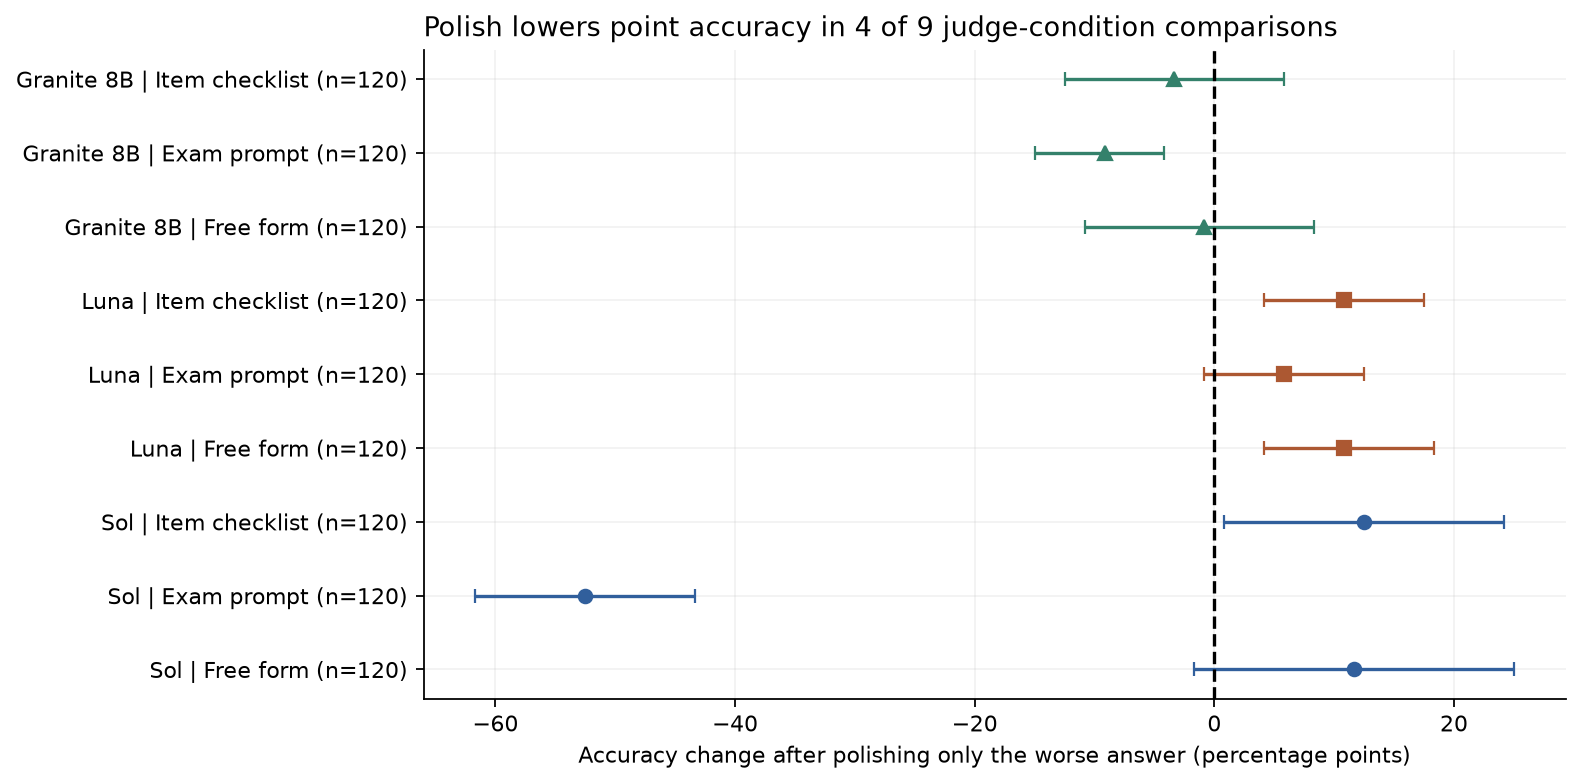 Polish lowers point accuracy in 4 of 9 judge-condition comparisons
Granite 8B | Item checklist (n=120)
Granite 8B | Exam prompt (n=120)
Granite 8B | Free form (n=120)
Luna | Item checklist (n=120)
Luna | Exam prompt (n=120)
Luna | Free form (n=120)
Sol | Item checklist (n=120)
Sol | Exam prompt (n=120)
Sol | Free form (n=120)
−60 −40 −20 0 20
Accuracy change after polishing only the worse answer (percentage points)